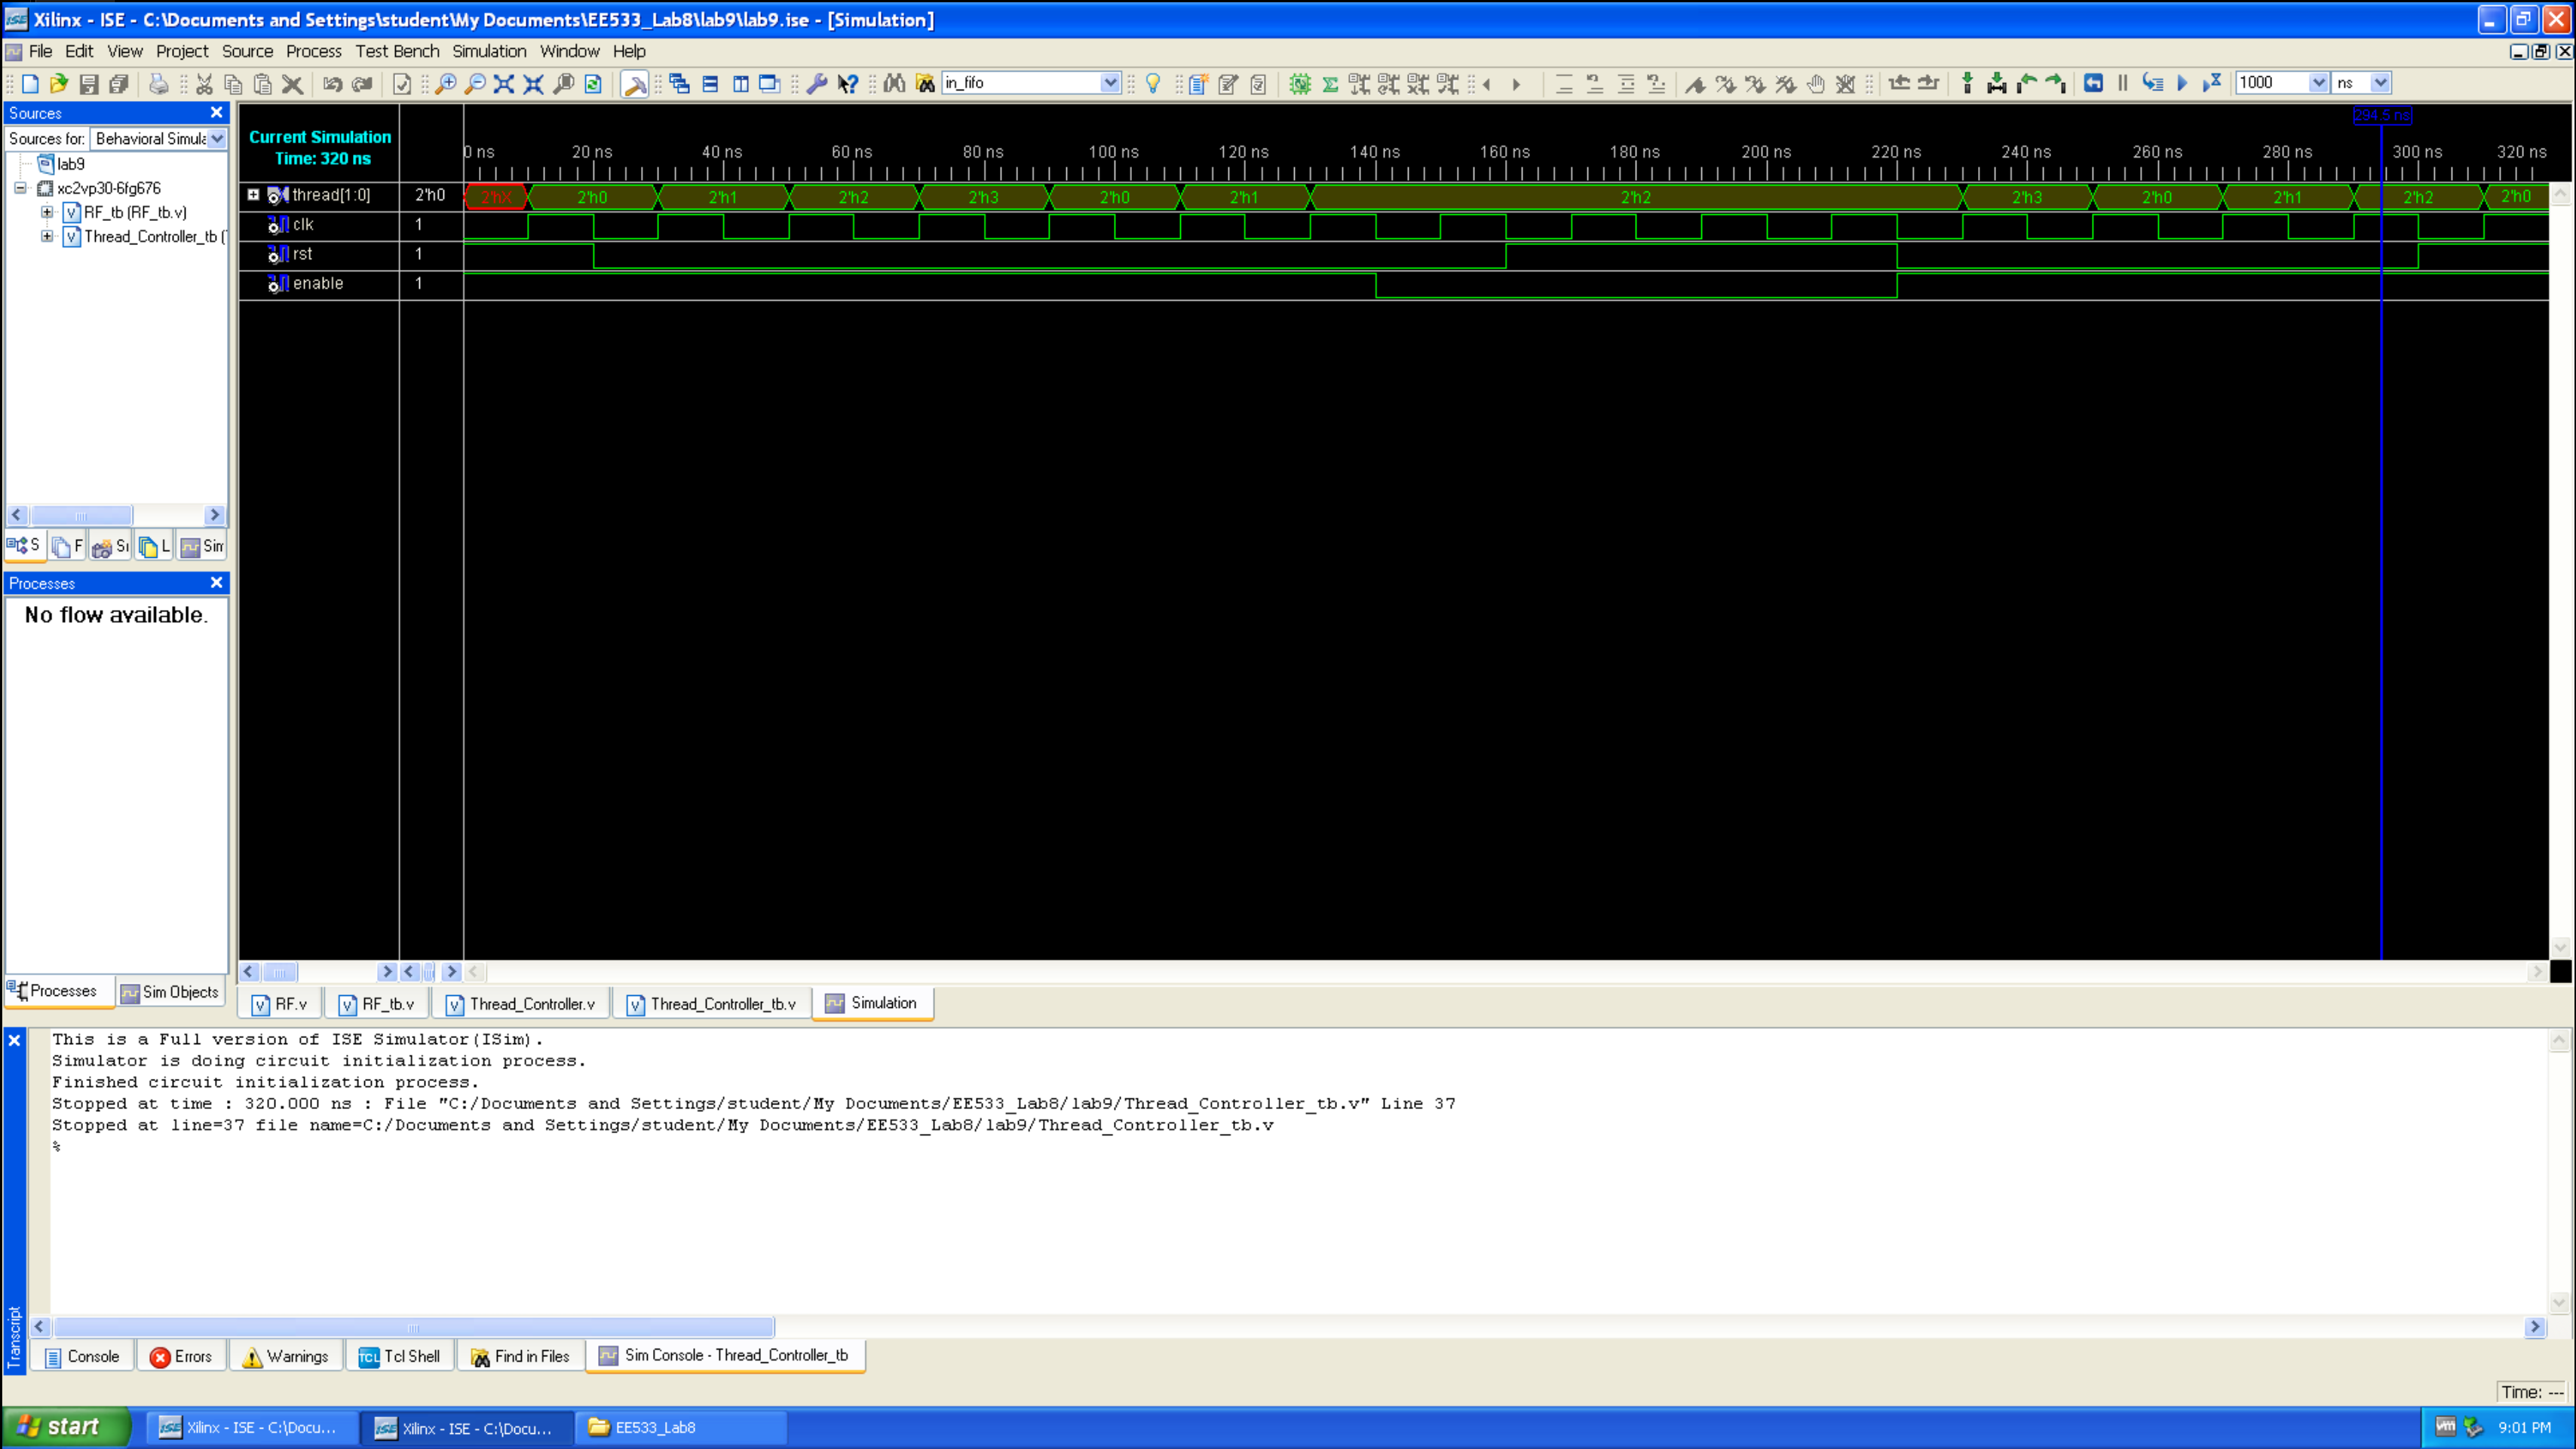 Xilinx - ISE - C:\Documents and Settings\student\My Documents\EE533_Lab8\lab9\lab9.ise - [Simulation]
File Edit View Project Source Process Test Bench Simulation Window Help
in_fifo 1000 ns
Sources
Sources for: Behavioral Simula
lab9
xc2vp30-6fg676
RF_tb (RF_tb.v)
Thread_Controller_tb (
S F L Sim
Processes
No flow available.
Processes Sim Objects
294.5 ns
Current Simulation
Time: 320 ns
0 ns 20 ns 40 ns 60 ns 80 ns 100 ns 120 ns 140 ns 160 ns 180 ns 200 ns 220 ns 240 ns 260 ns 280 ns 300 ns 320 ns
thread[1:0] 2'h0 2'hX 2'h0 2'h1 2'h2 2'h3 2'h0 2'h1 2'h2 2'h3 2'h0 2'h1 2'h2 2'h0
clk 1
rst 1
enable 1
RF.v RF_tb.v Thread_Controller.v Thread_Controller_tb.v Simulation
This is a Full version of ISE Simulator(ISim).
Simulator is doing circuit initialization process.
Finished circuit initialization process.
Stopped at time : 320.000 ns : File "C:/Documents and Settings/student/My Documents/EE533_Lab8/lab9/Thread_Controller_tb.v" Line 37
Stopped at line=37 file name=C:/Documents and Settings/student/My Documents/EE533_Lab8/lab9/Thread_Controller_tb.v
%
Transcript
Console Errors Warnings Tcl Shell Find in Files Sim Console - Thread_Controller_tb
Time: ---
start Xilinx - ISE - C:\Docu... Xilinx - ISE - C:\Docu... EE533_Lab8 9:01 PM